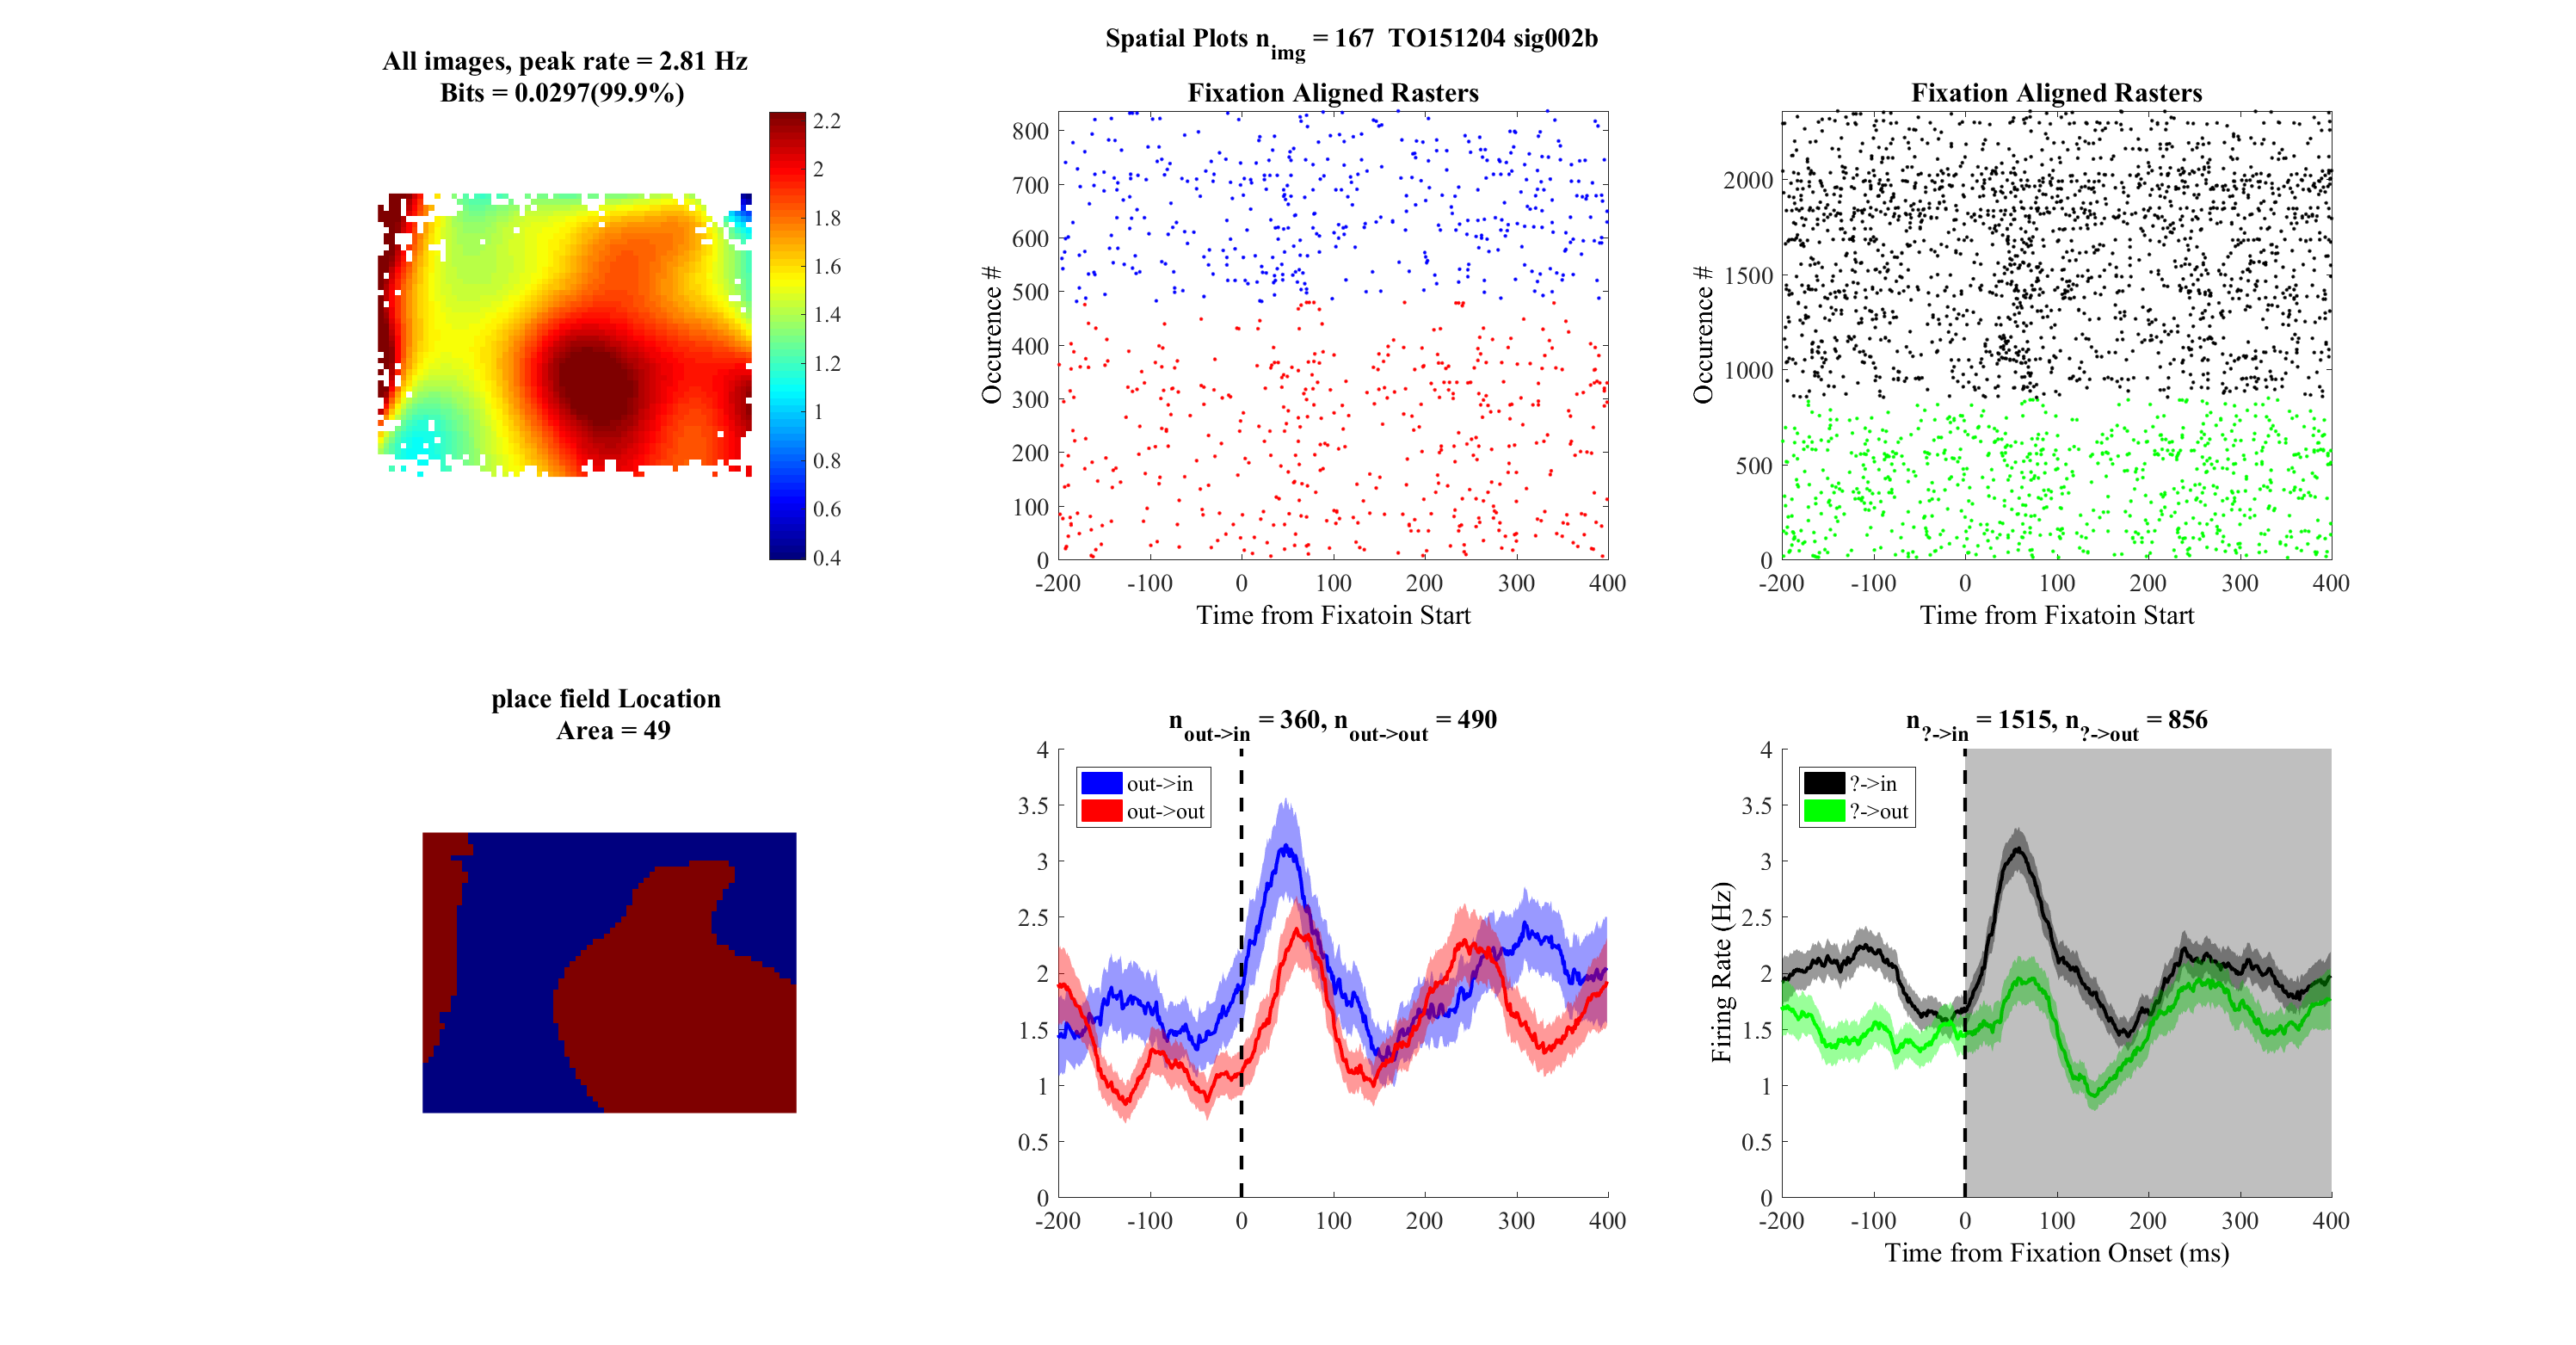 Spatial Plots n_img = 167 TO151204 sig002b
All images, peak rate = 2.81 Hz
Bits = 0.0297(99.9%)
2.2
2
1.8
1.6
1.4
1.2
1
0.8
0.6
0.4
Fixation Aligned Rasters
Occurence #
800
700
600
500
400
300
200
100
0
-200 -100 0 100 200 300 400
Time from Fixatoin Start
Fixation Aligned Rasters
Occurence #
2000
1500
1000
500
0
-200 -100 0 100 200 300 400
Time from Fixatoin Start
place field Location
Area = 49
n_out->in = 360, n_out->out = 490
4
3.5
3
2.5
2
1.5
1
0.5
0
out->in
out->out
-200 -100 0 100 200 300 400
n_?->in = 1515, n_?->out = 856
Firing Rate (Hz)
4
3.5
3
2.5
2
1.5
1
0.5
0
?->in
?->out
-200 -100 0 100 200 300 400
Time from Fixation Onset (ms)